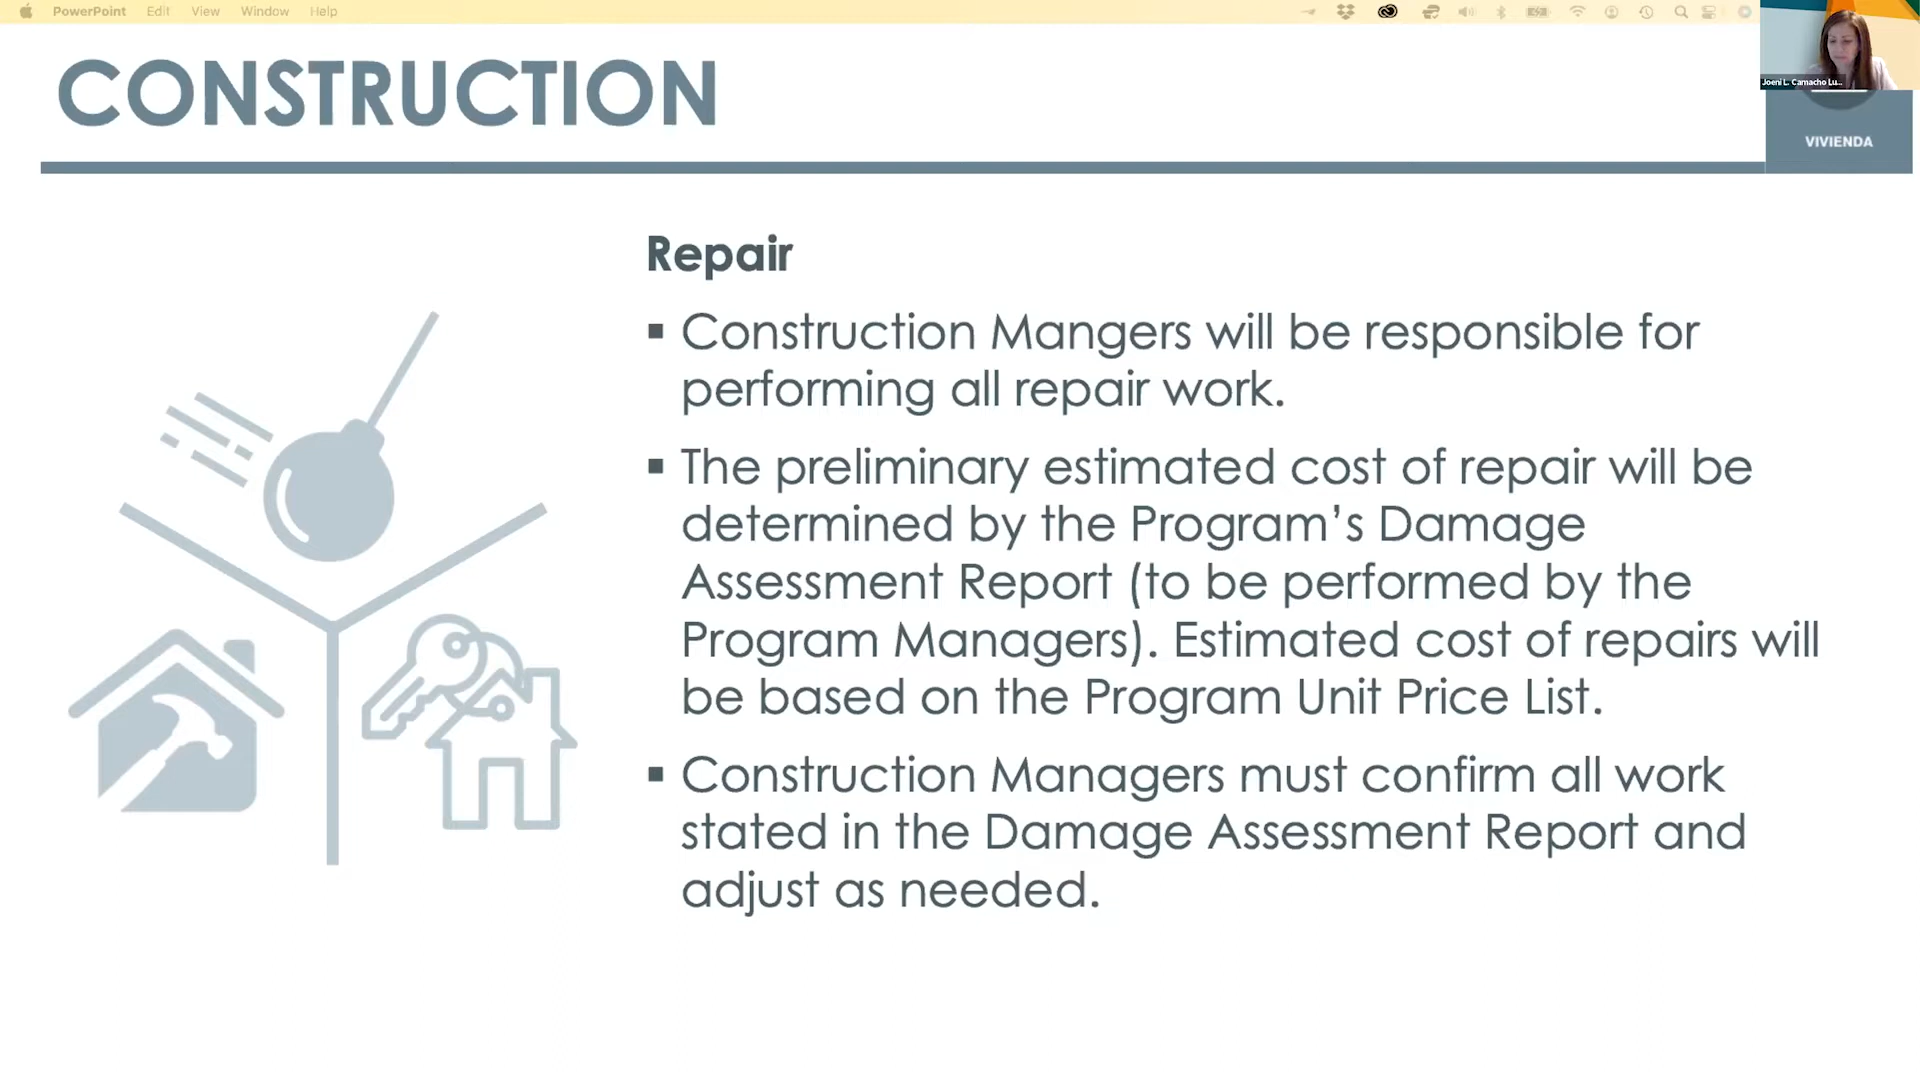 PowerPoint Edit View Window Help
Joeni L. Camacho Lu...
CONSTRUCTION
VIVIENDA
Repair
▪ Construction Mangers will be responsible for
performing all repair work.
▪ The preliminary estimated cost of repair will be
determined by the Program’s Damage
Assessment Report (to be performed by the
Program Managers). Estimated cost of repairs will
be based on the Program Unit Price List.
▪ Construction Managers must confirm all work
stated in the Damage Assessment Report and
adjust as needed.